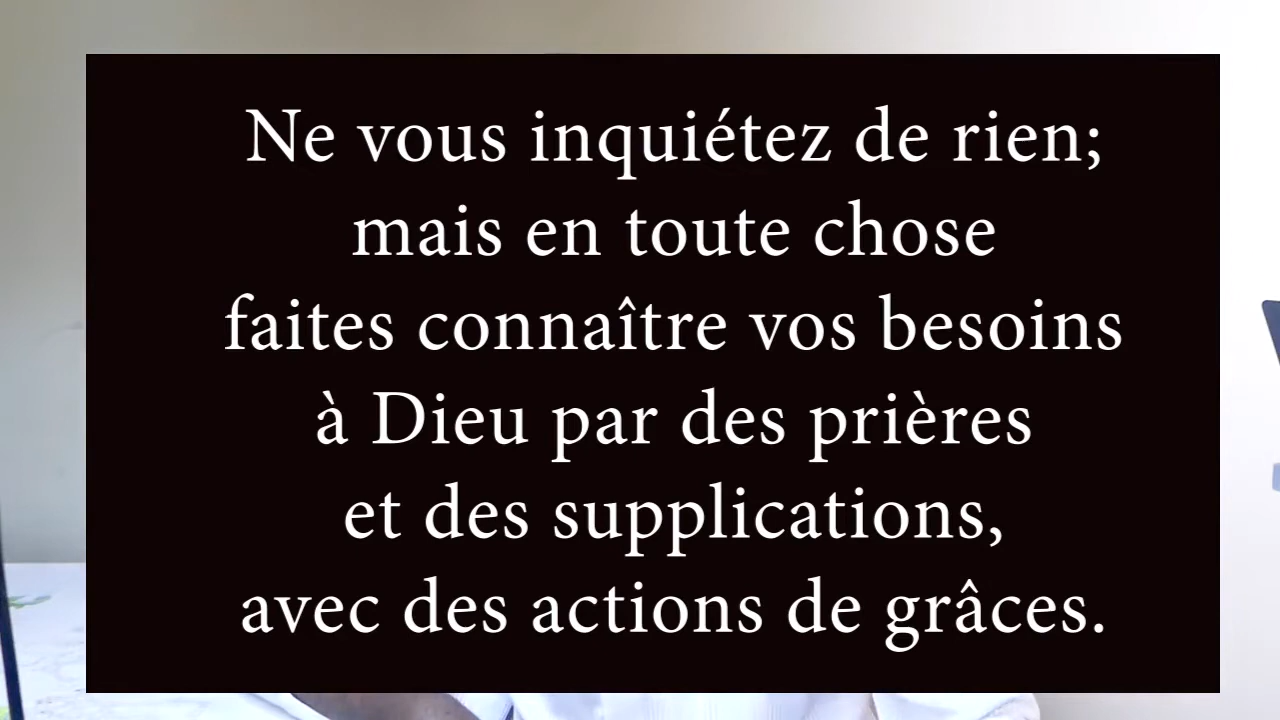 Ne vous inquiétez de rien;
mais en toute chose
faites connaître vos besoins
à Dieu par des prières
et des supplications,
avec des actions de grâces.